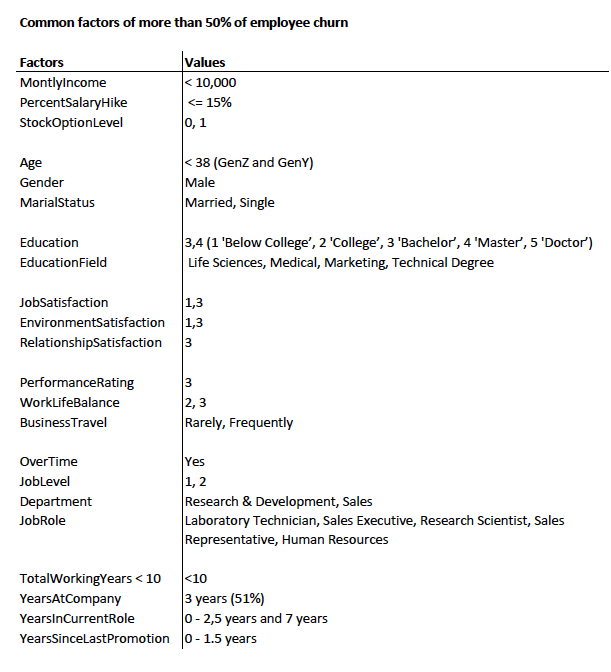 Common factors of more than 50% of employee churn
Factors Values
MontlyIncome < 10,000
PercentSalaryHike <= 15%
StockOptionLevel 0, 1
Age < 38 (GenZ and GenY)
Gender Male
MarialStatus Married, Single
Education 3,4 (1 'Below College’, 2 'College’, 3 'Bachelor’, 4 'Master’, 5 'Doctor’)
EducationField Life Sciences, Medical, Marketing, Technical Degree
JobSatisfaction 1,3
EnvironmentSatisfaction 1,3
RelationshipSatisfaction 3
PerformanceRating 3
WorkLifeBalance 2, 3
BusinessTravel Rarely, Frequently
OverTime Yes
JobLevel 1, 2
Department Research & Development, Sales
JobRole Laboratory Technician, Sales Executive, Research Scientist, Sales
Representative, Human Resources
TotalWorkingYears < 10 <10
YearsAtCompany 3 years (51%)
YearsInCurrentRole 0 - 2,5 years and 7 years
YearsSinceLastPromotion 0 - 1.5 years